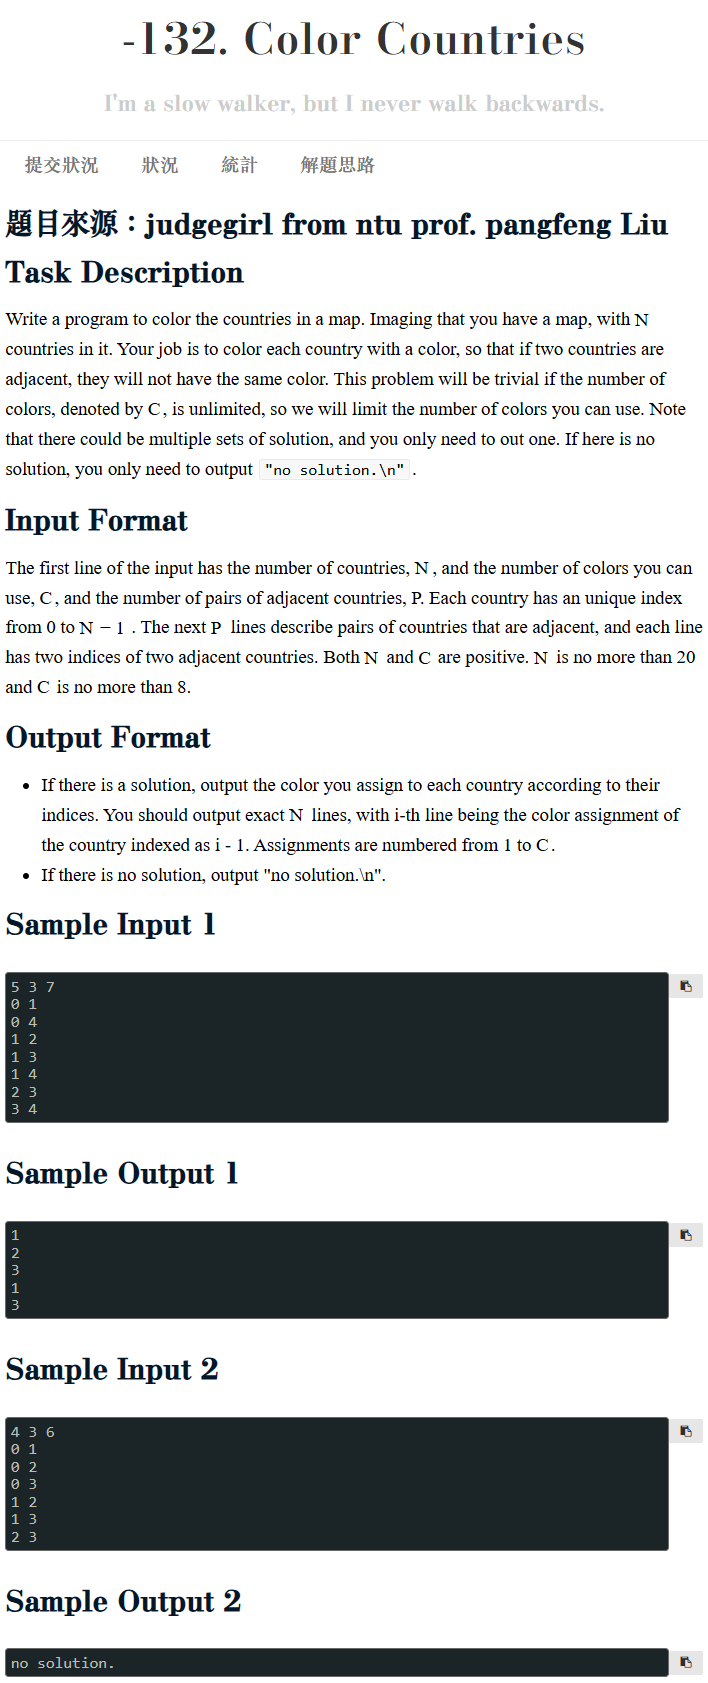 -132. Color Countries
I'm a slow walker, but I never walk backwards.
提交狀況 狀況 統計 解題思路
題目來源：judgegirl from ntu prof. pangfeng Liu
Task Description
Write a program to color the countries in a map. Imaging that you have a map, with N
countries in it. Your job is to color each country with a color, so that if two countries are
adjacent, they will not have the same color. This problem will be trivial if the number of
colors, denoted by C, is unlimited, so we will limit the number of colors you can use. Note
that there could be multiple sets of solution, and you only need to out one. If here is no
solution, you only need to output "no solution.\n".
Input Format
The first line of the input has the number of countries, N, and the number of colors you can
use, C, and the number of pairs of adjacent countries, P. Each country has an unique index
from 0 to N − 1 . The next P lines describe pairs of countries that are adjacent, and each line
has two indices of two adjacent countries. Both N and C are positive. N is no more than 20
and C is no more than 8.
Output Format
• If there is a solution, output the color you assign to each country according to their
indices. You should output exact N lines, with i-th line being the color assignment of
the country indexed as i - 1. Assignments are numbered from 1 to C.
• If there is no solution, output "no solution.\n".
Sample Input 1
5 3 7
0 1
0 4
1 2
1 3
1 4
2 3
3 4
Sample Output 1
1
2
3
1
3
Sample Input 2
4 3 6
0 1
0 2
0 3
1 2
1 3
2 3
Sample Output 2
no solution.